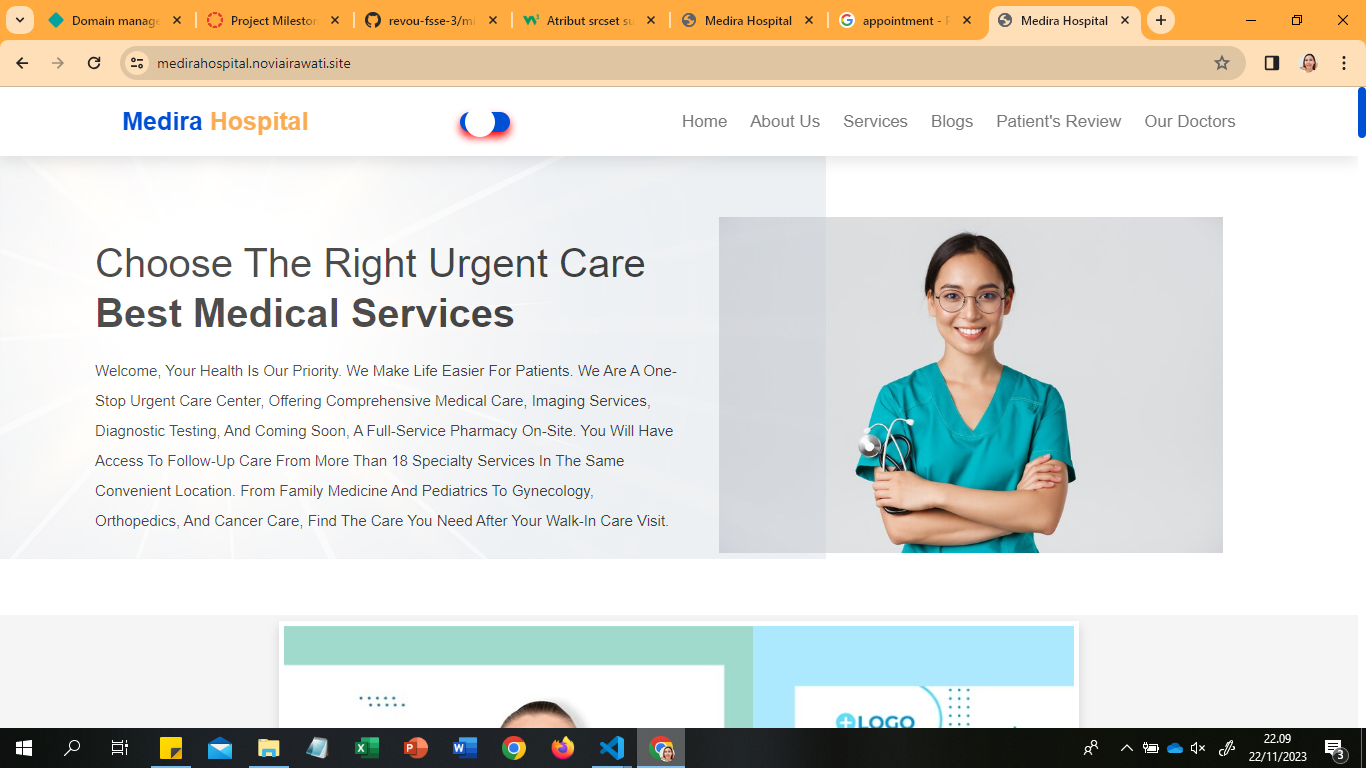 Domain manage
Project Mileston
revou-fsse-3/mi
Atribut srcset su
Medira Hospital
appointment - 
Medira Hospital
medirahospital.noviairawati.site
Medira Hospital
Home
About Us
Services
Blogs
Patient's Review
Our Doctors
Choose The Right Urgent Care
Best Medical Services
Welcome, Your Health Is Our Priority. We Make Life Easier For Patients. We Are A One-
Stop Urgent Care Center, Offering Comprehensive Medical Care, Imaging Services,
Diagnostic Testing, And Coming Soon, A Full-Service Pharmacy On-Site. You Will Have
Access To Follow-Up Care From More Than 18 Specialty Services In The Same
Convenient Location. From Family Medicine And Pediatrics To Gynecology,
Orthopedics, And Cancer Care, Find The Care You Need After Your Walk-In Care Visit.
LOGO
22.09
22/11/2023
3